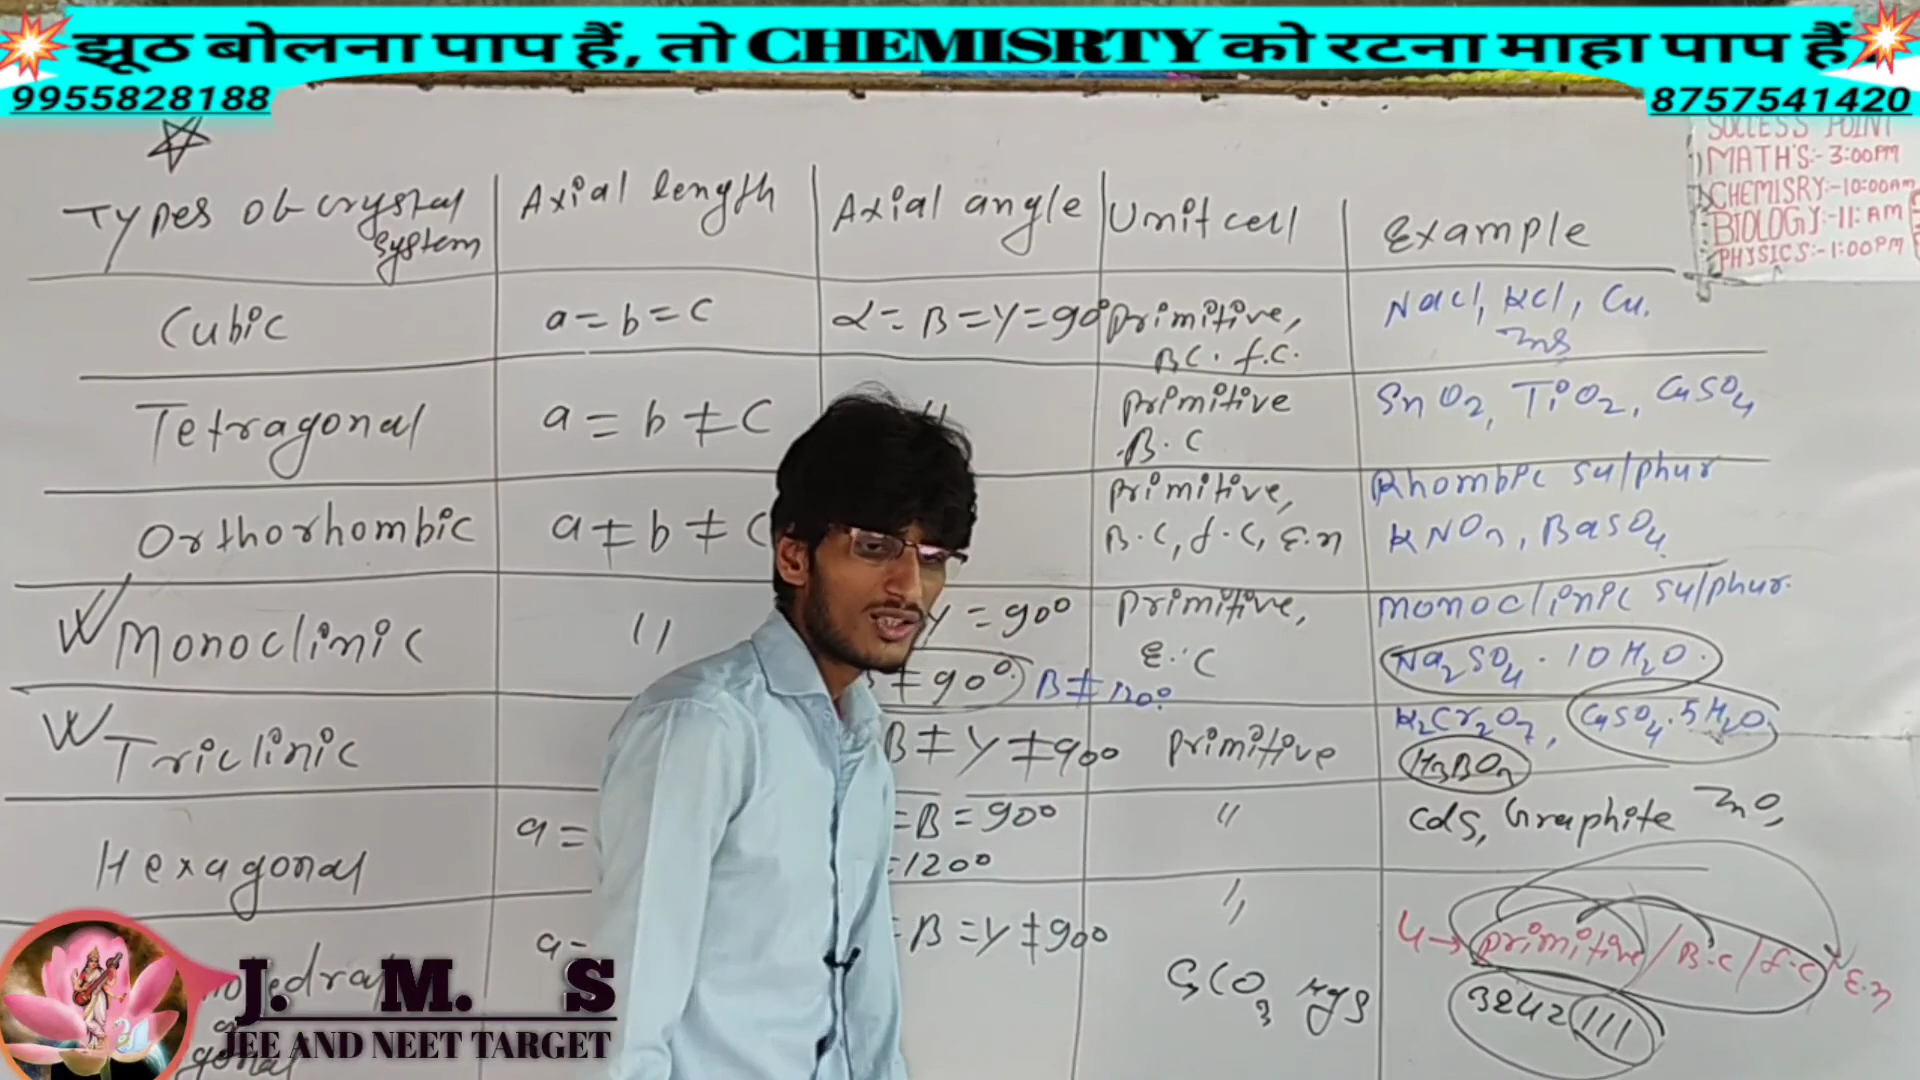 झूठ बोलना पाप हैं, तो CHEMISRTY को रटना माहा पाप हैं
9955828188
8757541420
SUCCESS POINT
MATH'S:- 3:00PM
CHEMISRY:-10:00AM
BIOLOGY:-11:AM
PHYSICS:-1:00PM
Types of crystal system Axial length Axial angle Unit cell Example
Cubic a=b=c α=B=γ=90° Primitive, B.C. f.C. NaCl, KCl, Cu, ZnS
Tetragonal a=b≠c " Primitive B.C SnO2, TiO2, CaSO4
Orthorhombic a≠b≠c Primitive, B.C, f.C, E.n Rhombic sulphur KNO3, BaSO4
Monoclinic " γ=90° ≠90° B≠120° Primitive, E.C Monoclinic sulphur. Na2SO4.10H2O.
Triclinic B≠γ≠90° Primitive K2Cr2O7, CuSO4.5H2O, H3BO3
Hexagonal a= =B=90° =120° " CdS, Graphite ZnO,
a= =B=γ≠90° " CaCO3 HgS
4→ Primitive/B.C/f.C/E.n
3242111
J. M. S
JEE AND NEET TARGET